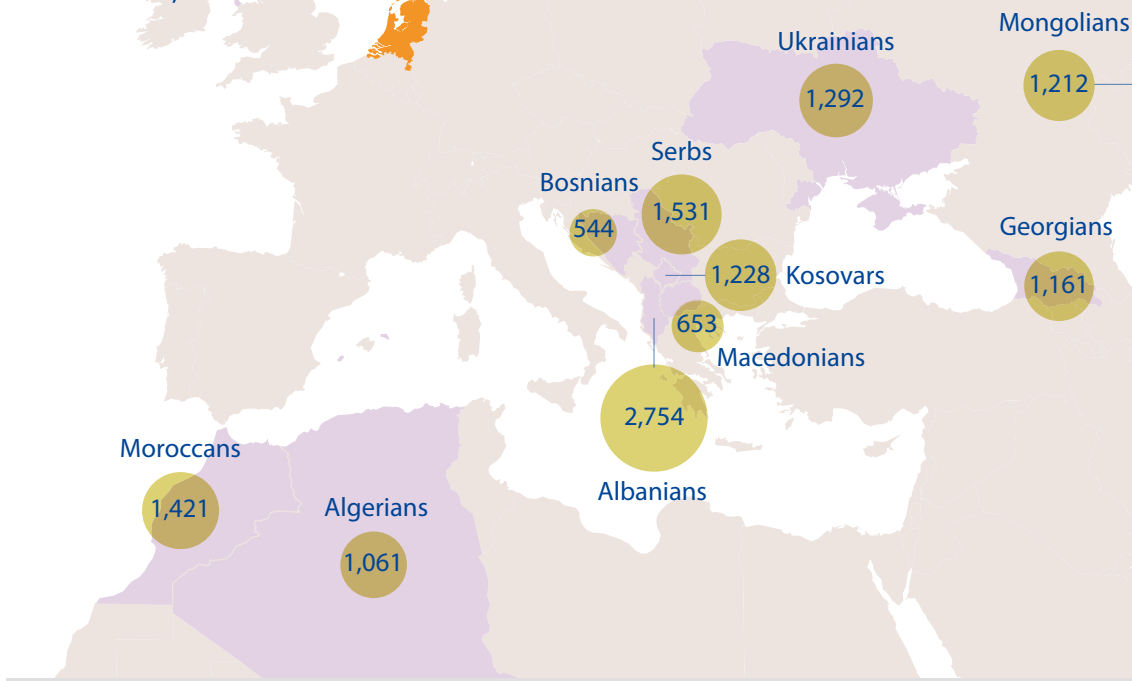 Mongolians
1,212
Ukrainians
1,292
Serbs
1,531
Bosnians
544
Georgians
1,161
1,228
Kosovars
653
Macedonians
2,754
Albanians
Moroccans
1,421
Algerians
1,061